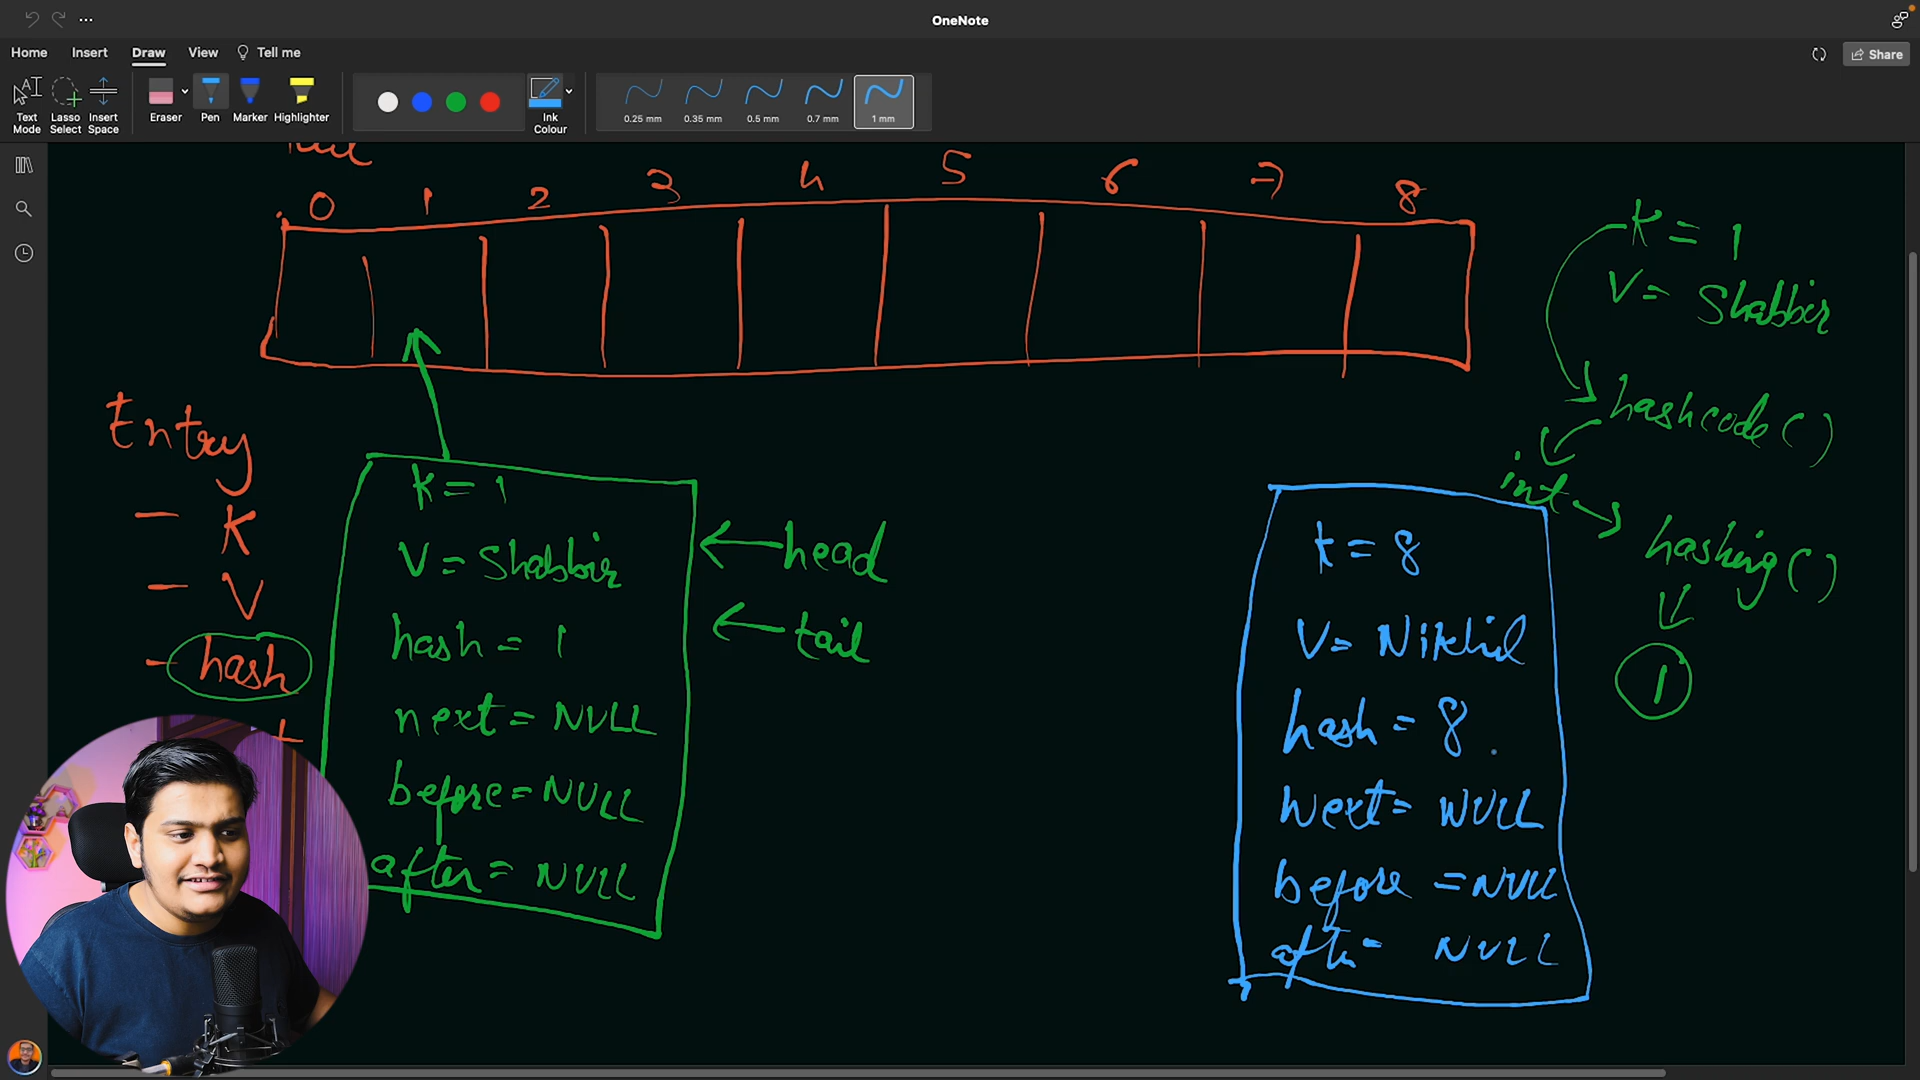 OneNote
Home Insert Draw View Tell me
Share
Text Mode
Lasso Select
Insert Space
Eraser
Pen
Marker
Highlighter
Ink Colour
0.25 mm
0.35 mm
0.5 mm
0.7 mm
1 mm
0 1 2 3 4 5 6 7 8
k = 1
V = Shabbir
hashcode()
int
hashing()
1
Entry
- K
- V
- hash
k = 1
V = Shabbir
hash = 1
next = NULL
before = NULL
after = NULL
head
tail
k = 8
V = Nikhil
hash = 8
Next = NULL
before = NULL
aftr = NULL